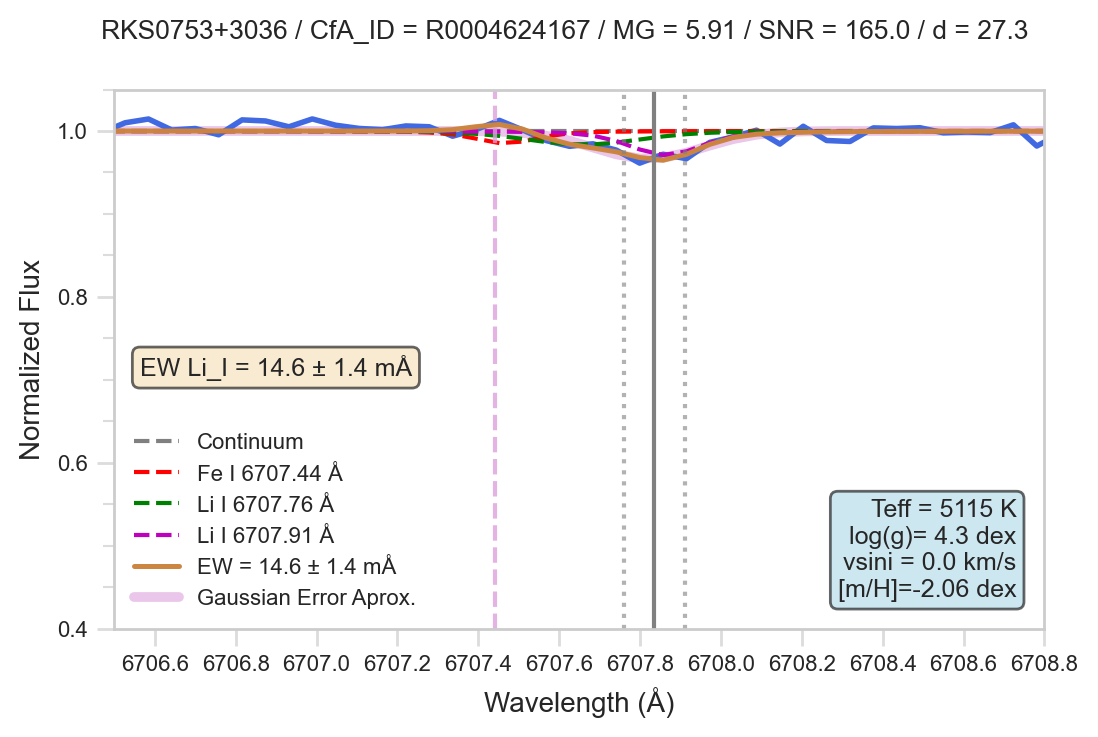 RKS0753+3036 / CfA_ID = R0004624167 / MG = 5.91 / SNR = 165.0 / d = 27.3
Normalized Flux
1.0
0.8
0.6
0.4
EW Li_I = 14.6 ± 1.4 mÅ
Continuum
Fe I 6707.44 Å
Li I 6707.76 Å
Li I 6707.91 Å
EW = 14.6 ± 1.4 mÅ
Gaussian Error Aprox.
Teff = 5115 K
log(g)= 4.3 dex
vsini = 0.0 km/s
[m/H]=-2.06 dex
6706.6 6706.8 6707.0 6707.2 6707.4 6707.6 6707.8 6708.0 6708.2 6708.4 6708.6 6708.8
Wavelength (Å)